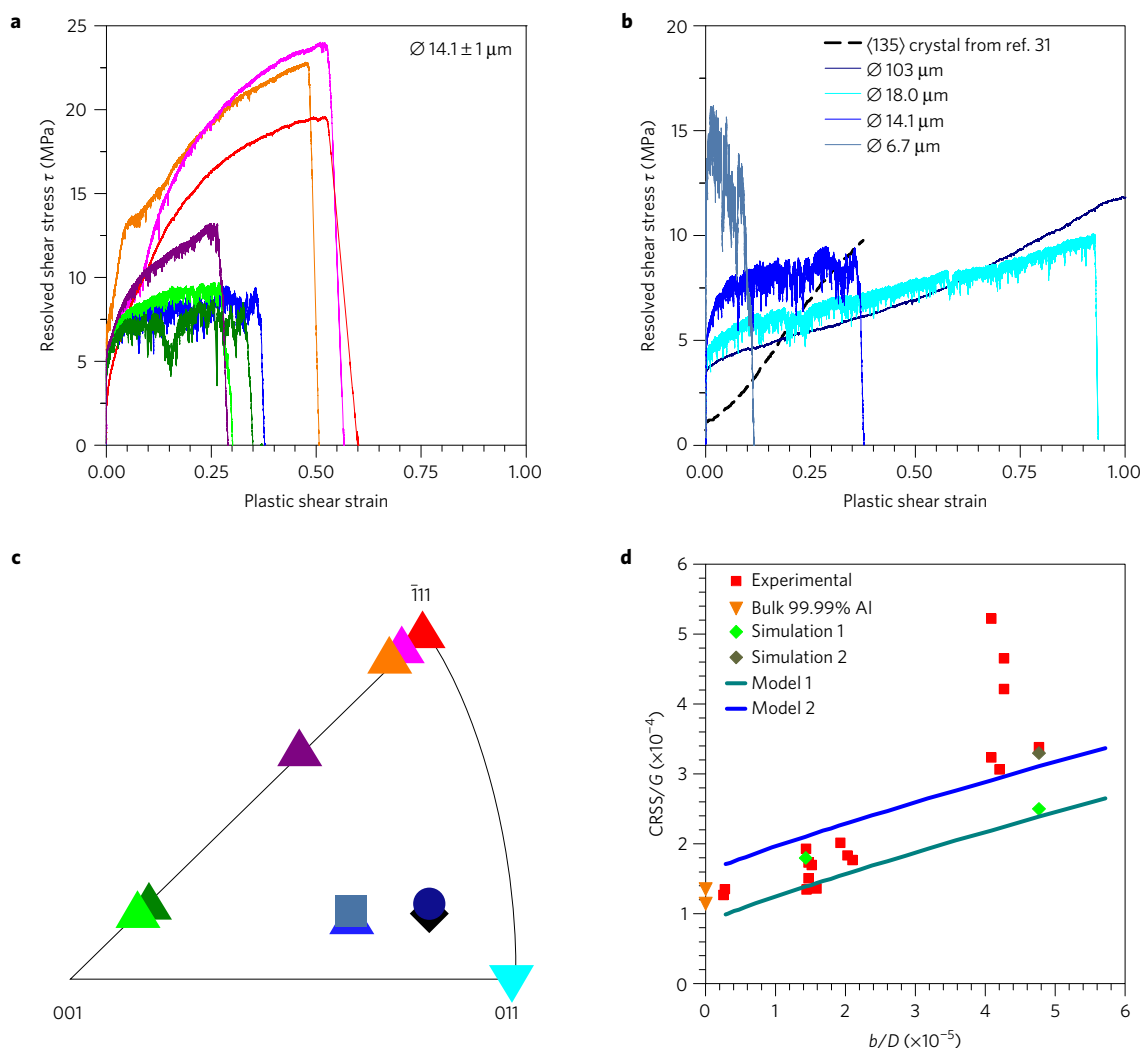 a
25
20
15
10
5
0
Resolved shear stress τ (MPa)
Ø 14.1 ± 1 μm
0.00 0.25 0.50 0.75 1.00
Plastic shear strain
b
20
15
10
5
0
Resolved shear stress τ (MPa)
⟨135⟩ crystal from ref. 31
Ø 103 μm
Ø 18.0 μm
Ø 14.1 μm
Ø 6.7 μm
0.00 0.25 0.50 0.75 1.00
Plastic shear strain
c
1̅11
001
011
d
6
5
4
3
2
1
0
CRSS/G (×10⁻⁴)
Experimental
Bulk 99.99% Al
Simulation 1
Simulation 2
Model 1
Model 2
0 1 2 3 4 5 6
b/D (×10⁻⁵)